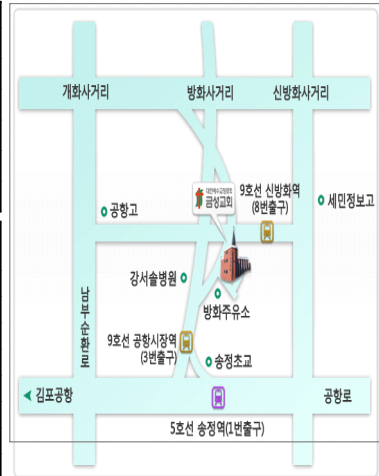 개화사거리
방화사거리
신방화사거리
대한예수교장로회
금성교회
9호선 신방화역
(8번출구)
세민정보고
공항고
강서솔병원
방화주유소
남부순환로
9호선 공항시장역
(3번출구)
송정초교
김포공항
공항로
5호선 송정역(1번출구)